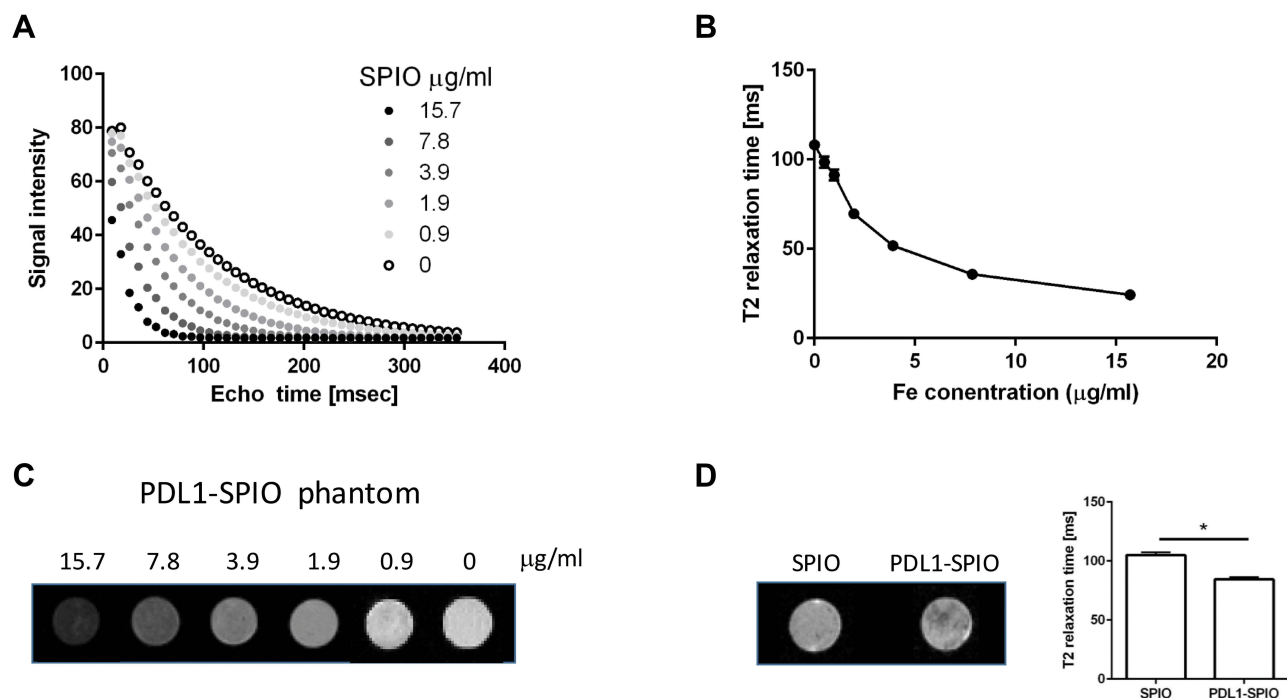 A
100
80
60
40
20
0
Signal intensity
0 100 200 300 400
Echo time [msec]
SPIO μg/ml
15.7
7.8
3.9
1.9
0.9
0
B
150
100
50
0
T2 relaxation time [ms]
0 5 10 15 20
Fe conentration (μg/ml)
C
PDL1-SPIO phantom
15.7 7.8 3.9 1.9 0.9 0 μg/ml
D
SPIO PDL1-SPIO
150
100
50
0
T2 relaxation time [ms]
*
SPIO PDL1-SPIO